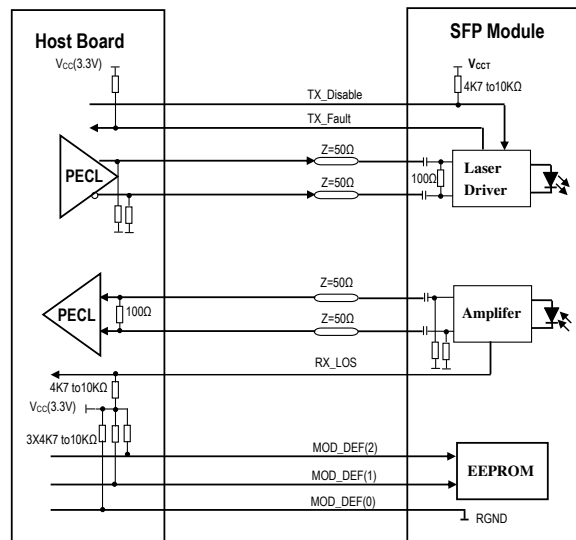 Host Board
SFP Module
VCC(3.3V)
VCCT
4K7 to10KΩ
TX_Disable
TX_Fault
PECL
Z=50Ω
Z=50Ω
100Ω
Laser
Driver
PECL
100Ω
Z=50Ω
Z=50Ω
Amplifer
RX_LOS
4K7 to10KΩ
VCC(3.3V)
3X4K7 to10KΩ
MOD_DEF(2)
MOD_DEF(1)
MOD_DEF(0)
EEPROM
RGND